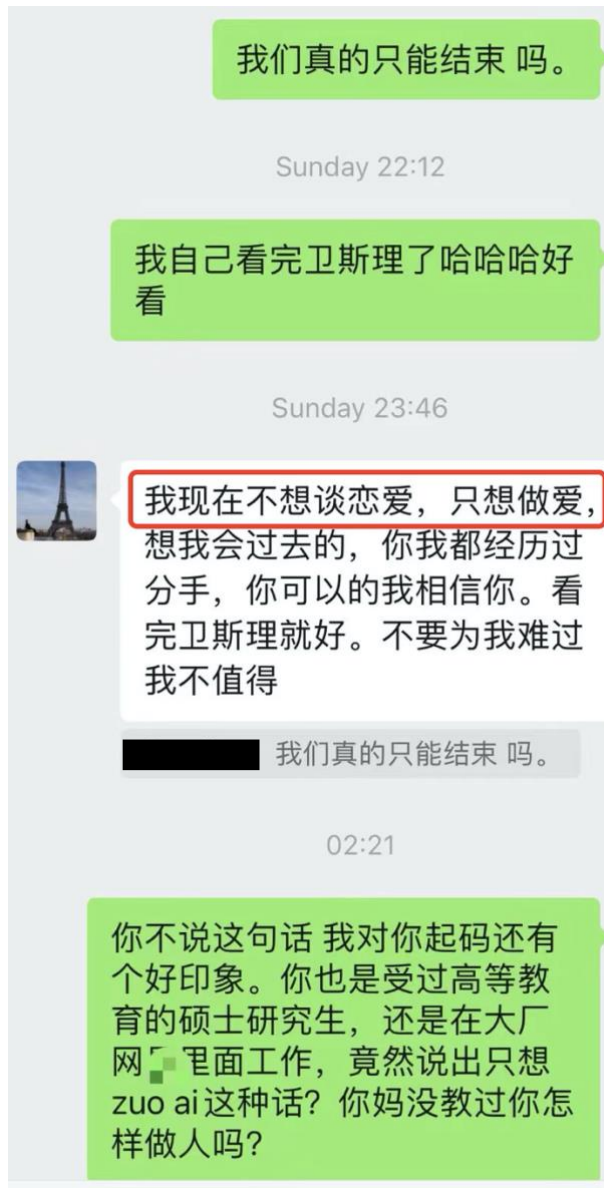 我们真的只能结束 吗。
Sunday 22:12
我自己看完卫斯理了哈哈哈好
看
Sunday 23:46
我现在不想谈恋爱，只想做爱，
想我会过去的，你我都经历过
分手，你可以的我相信你。看
完卫斯理就好。不要为我难过
我不值得
我们真的只能结束 吗。
02:21
你不说这句话 我对你起码还有
个好印象。你也是受过高等教
育的硕士研究生，还是在大厂
网里面工作，竟然说出只想
zuo ai这种话？你妈没教过你怎
样做人吗？